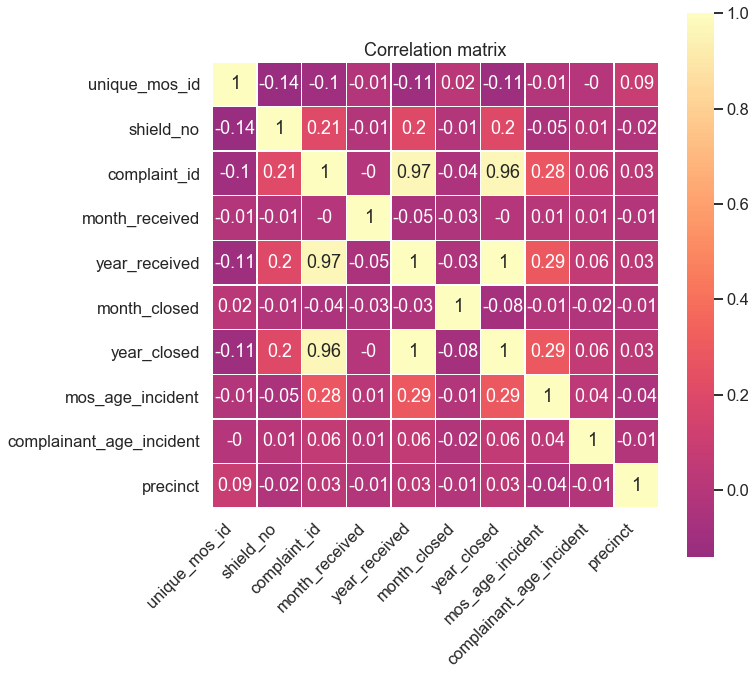 Correlation matrix
unique_mos_id 1 -0.14 -0.1 -0.01 -0.11 0.02 -0.11 -0.01 -0 0.09
shield_no -0.14 1 0.21 -0.01 0.2 -0.01 0.2 -0.05 0.01 -0.02
complaint_id -0.1 0.21 1 -0 0.97 -0.04 0.96 0.28 0.06 0.03
month_received -0.01 -0.01 -0 1 -0.05 -0.03 -0 0.01 0.01 -0.01
year_received -0.11 0.2 0.97 -0.05 1 -0.03 1 0.29 0.06 0.03
month_closed 0.02 -0.01 -0.04 -0.03 -0.03 1 -0.08 -0.01 -0.02 -0.01
year_closed -0.11 0.2 0.96 -0 1 -0.08 1 0.29 0.06 0.03
mos_age_incident -0.01 -0.05 0.28 0.01 0.29 -0.01 0.29 1 0.04 -0.04
complainant_age_incident -0 0.01 0.06 0.01 0.06 -0.02 0.06 0.04 1 -0.01
precinct 0.09 -0.02 0.03 -0.01 0.03 -0.01 0.03 -0.04 -0.01 1
unique_mos_id
shield_no
complaint_id
month_received
year_received
month_closed
year_closed
mos_age_incident
complainant_age_incident
precinct
1.0
0.8
0.6
0.4
0.2
0.0